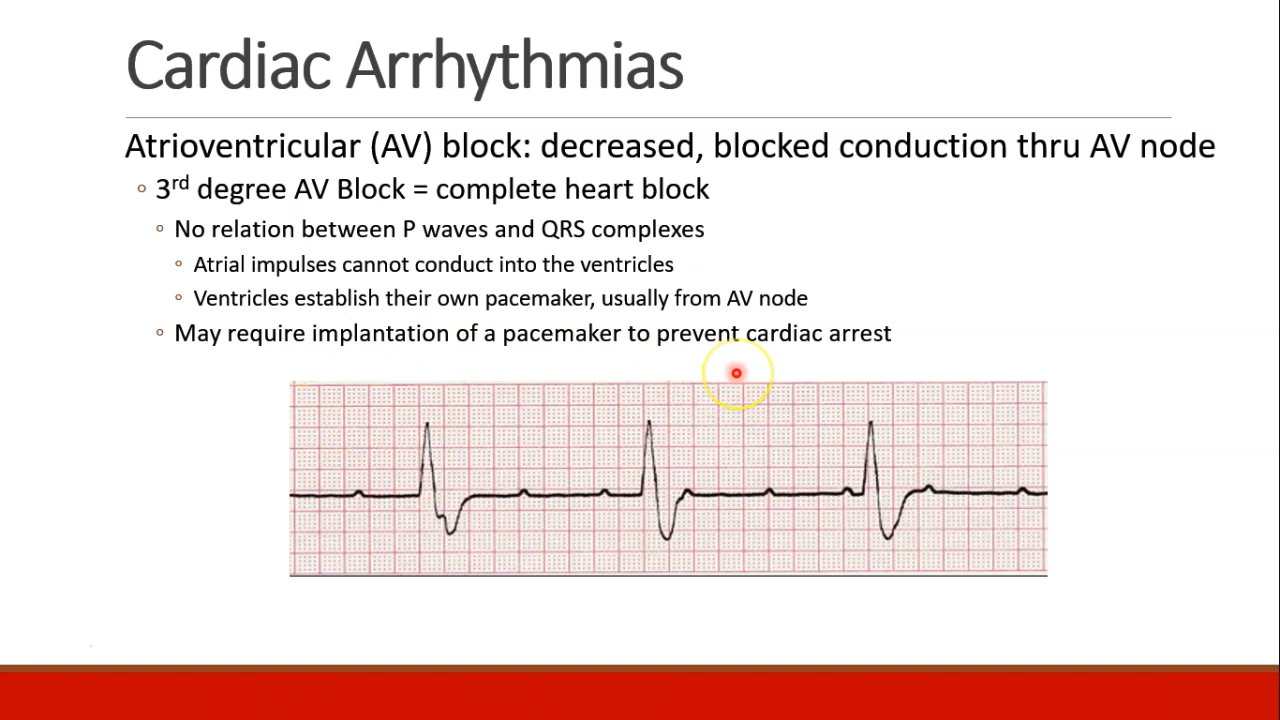 Cardiac Arrhythmias
Atrioventricular (AV) block: decreased, blocked conduction thru AV node
◦ 3rd degree AV Block = complete heart block
◦ No relation between P waves and QRS complexes
◦ Atrial impulses cannot conduct into the ventricles
◦ Ventricles establish their own pacemaker, usually from AV node
◦ May require implantation of a pacemaker to prevent cardiac arrest